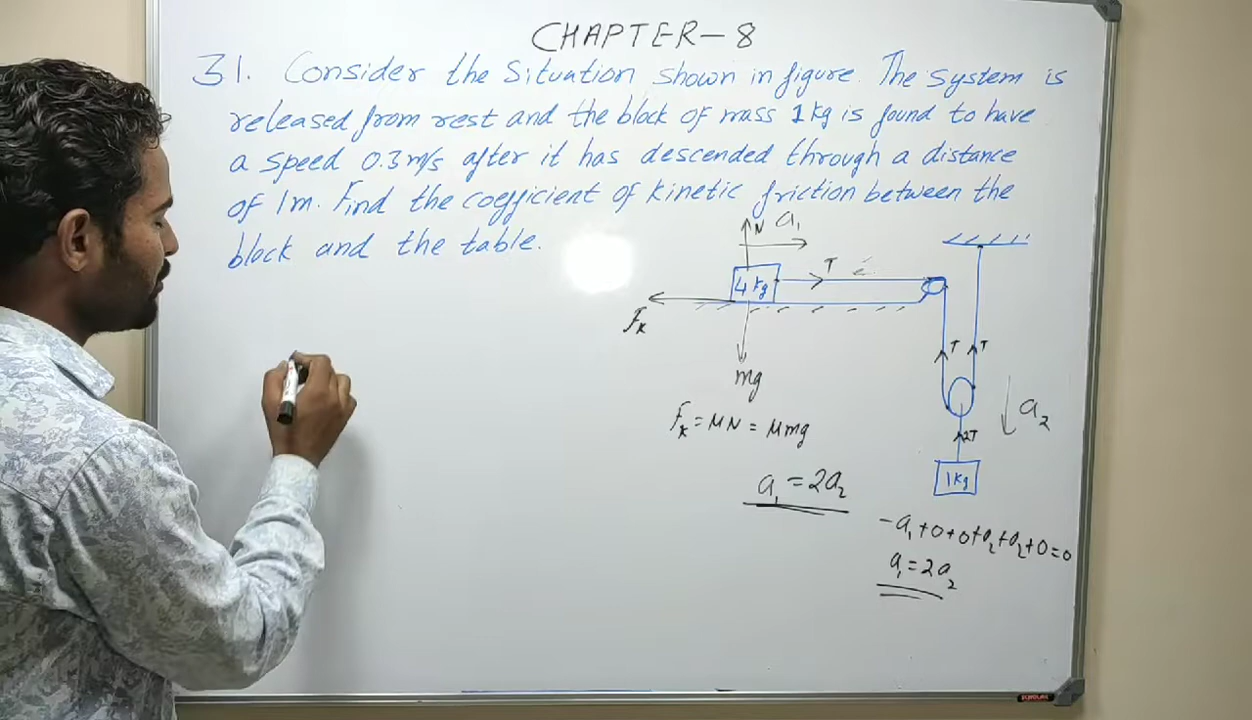 CHAPTER-8
31. Consider the Situation shown in figure. The System is
released from rest and the block of mass 1kg is found to have
a speed 0.3 m/s after it has descended through a distance
of 1m. Find the coefficient of kinetic friction between the
block and the table.
N
a₁
T
4 kg
fₖ
mg
T T
a₂
2T
1kg
fₖ = μN = μmg
a₁ = 2a₂
-a₁+0+0+a₂+a₂+0=0
a₁ = 2a₂